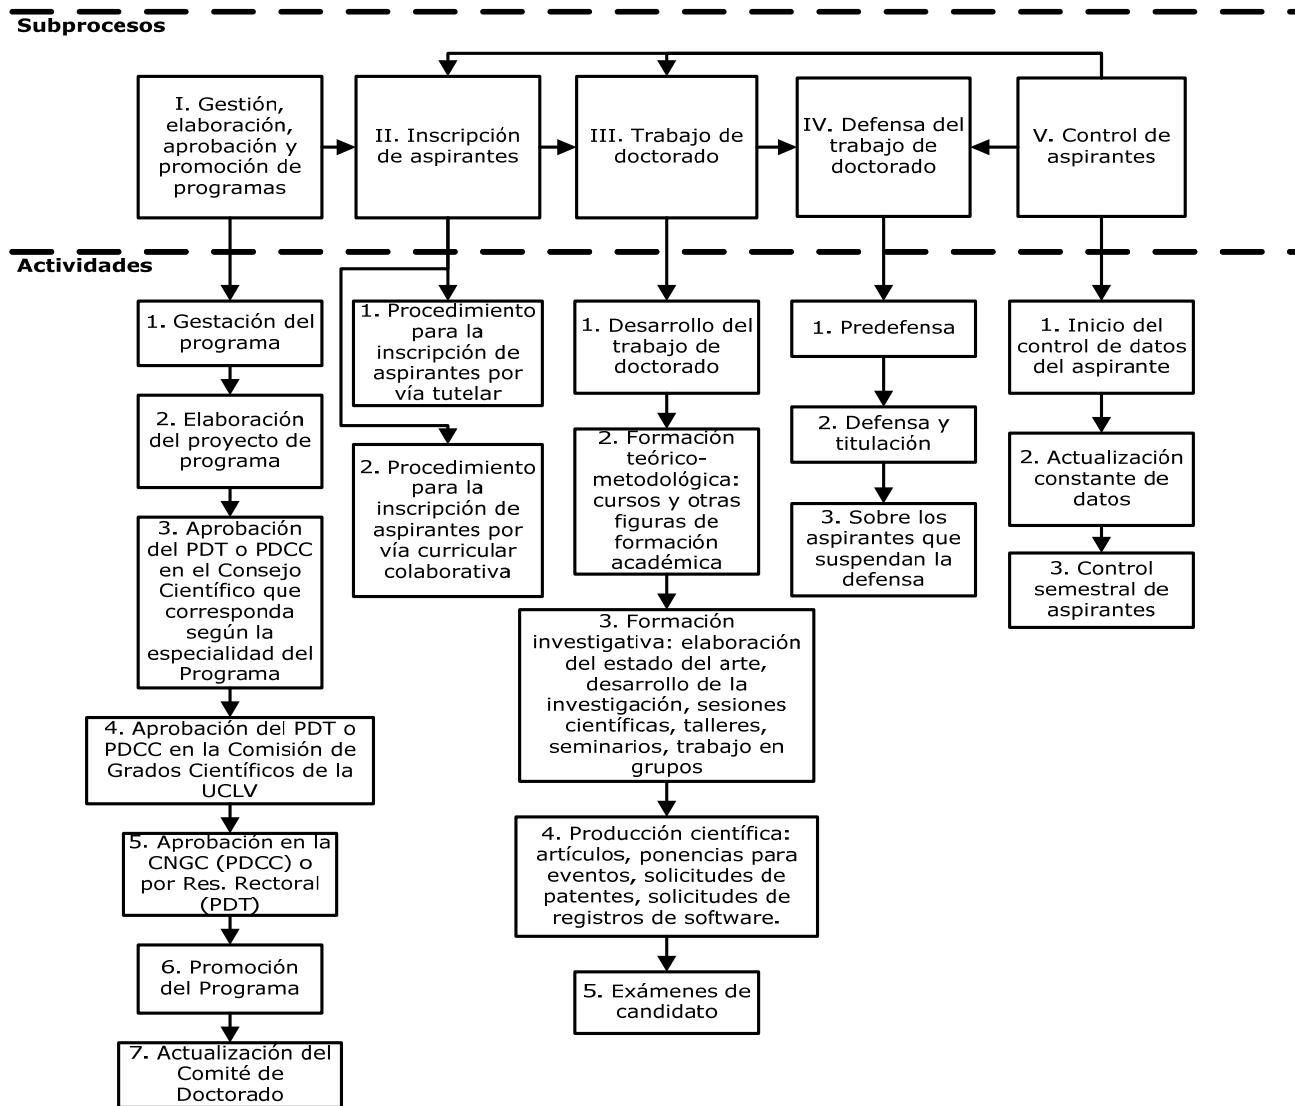 Subprocesos
I. Gestión,
elaboración,
aprobación y
promoción de
programas
II. Inscripción
de aspirantes
III. Trabajo de
doctorado
IV. Defensa del
trabajo de
doctorado
V. Control de
aspirantes
Actividades
1. Gestación del
programa
2. Elaboración
del proyecto de
programa
3. Aprobación
del PDT o PDCC
en el Consejo
Científico que
corresponda
según la
especialidad del
Programa
4. Aprobación del PDT o
PDCC en la Comisión de
Grados Científicos de la
UCLV
5. Aprobación en la
CNGC (PDCC) o
por Res. Rectoral
(PDT)
6. Promoción
del Programa
7. Actualización del
Comité de
Doctorado
1. Procedimiento
para la
inscripción de
aspirantes por
vía tutelar
2. Procedimiento
para la
inscripción de
aspirantes por
vía curricular
colaborativa
1. Desarrollo del
trabajo de
doctorado
2. Formación
teórico-
metodológica:
cursos y otras
figuras de
formación
académica
3. Formación
investigativa: elaboración
del estado del arte,
desarrollo de la
investigación, sesiones
científicas, talleres,
seminarios, trabajo en
grupos
4. Producción científica:
artículos, ponencias para
eventos, solicitudes de
patentes, solicitudes de
registros de software.
5. Exámenes de
candidato
1. Predefensa
2. Defensa y
titulación
3. Sobre los
aspirantes que
suspendan la
defensa
1. Inicio del
control de datos
del aspirante
2. Actualización
constante de
datos
3. Control
semestral de
aspirantes